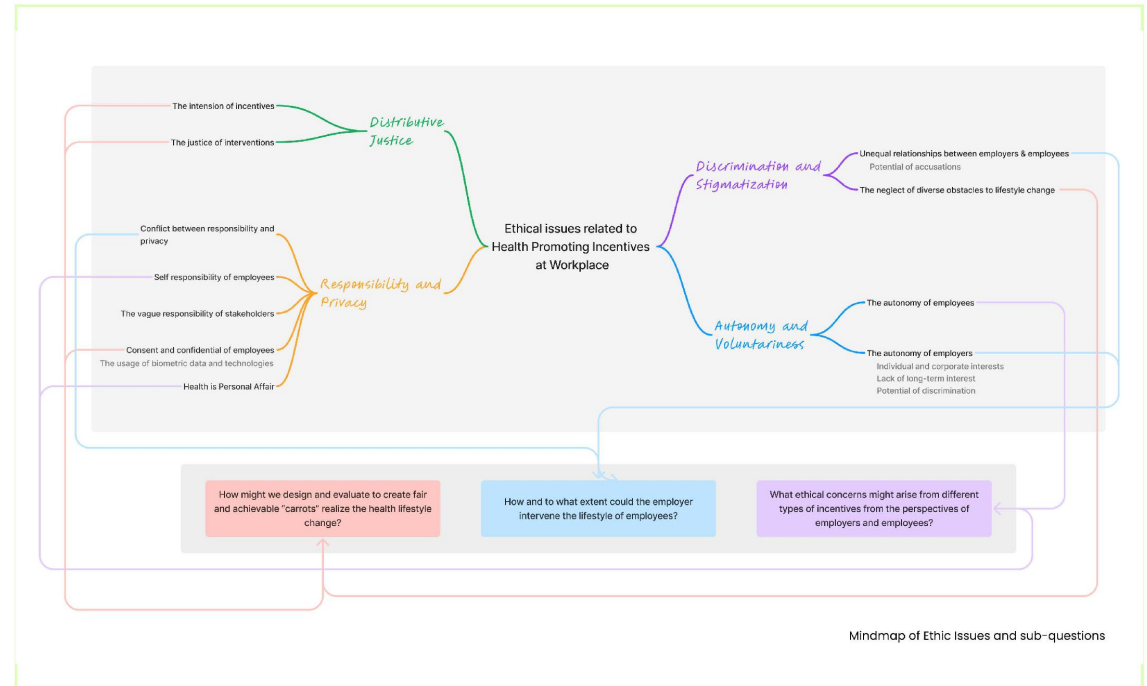 The intension of incentives
The justice of interventions
Distributive
Justice
Conflict between responsibility and
privacy
Self responsibility of employees
The vague responsibility of stakeholders
Consent and confidential of employees
The usage of biometric data and technologies
Health is Personal Affair
Responsibility and
Privacy
Ethical issues related to
Health Promoting Incentives
at Workplace
Discrimination and
Stigmatization
Unequal relationships between employers & employees
Potential of accusations
The neglect of diverse obstacles to lifestyle change
Autonomy and
Voluntariness
The autonomy of employees
The autonomy of employers
Individual and corporate interests
Lack of long-term interest
Potential of discrimination
How might we design and evaluate to create fair
and achievable "carrots" realize the health lifestyle
change?
How and to what extent could the employer
intervene the lifestyle of employees?
What ethical concerns might arise from different
types of incentives from the perspectives of
employers and employees?
Mindmap of Ethic Issues and sub-questions